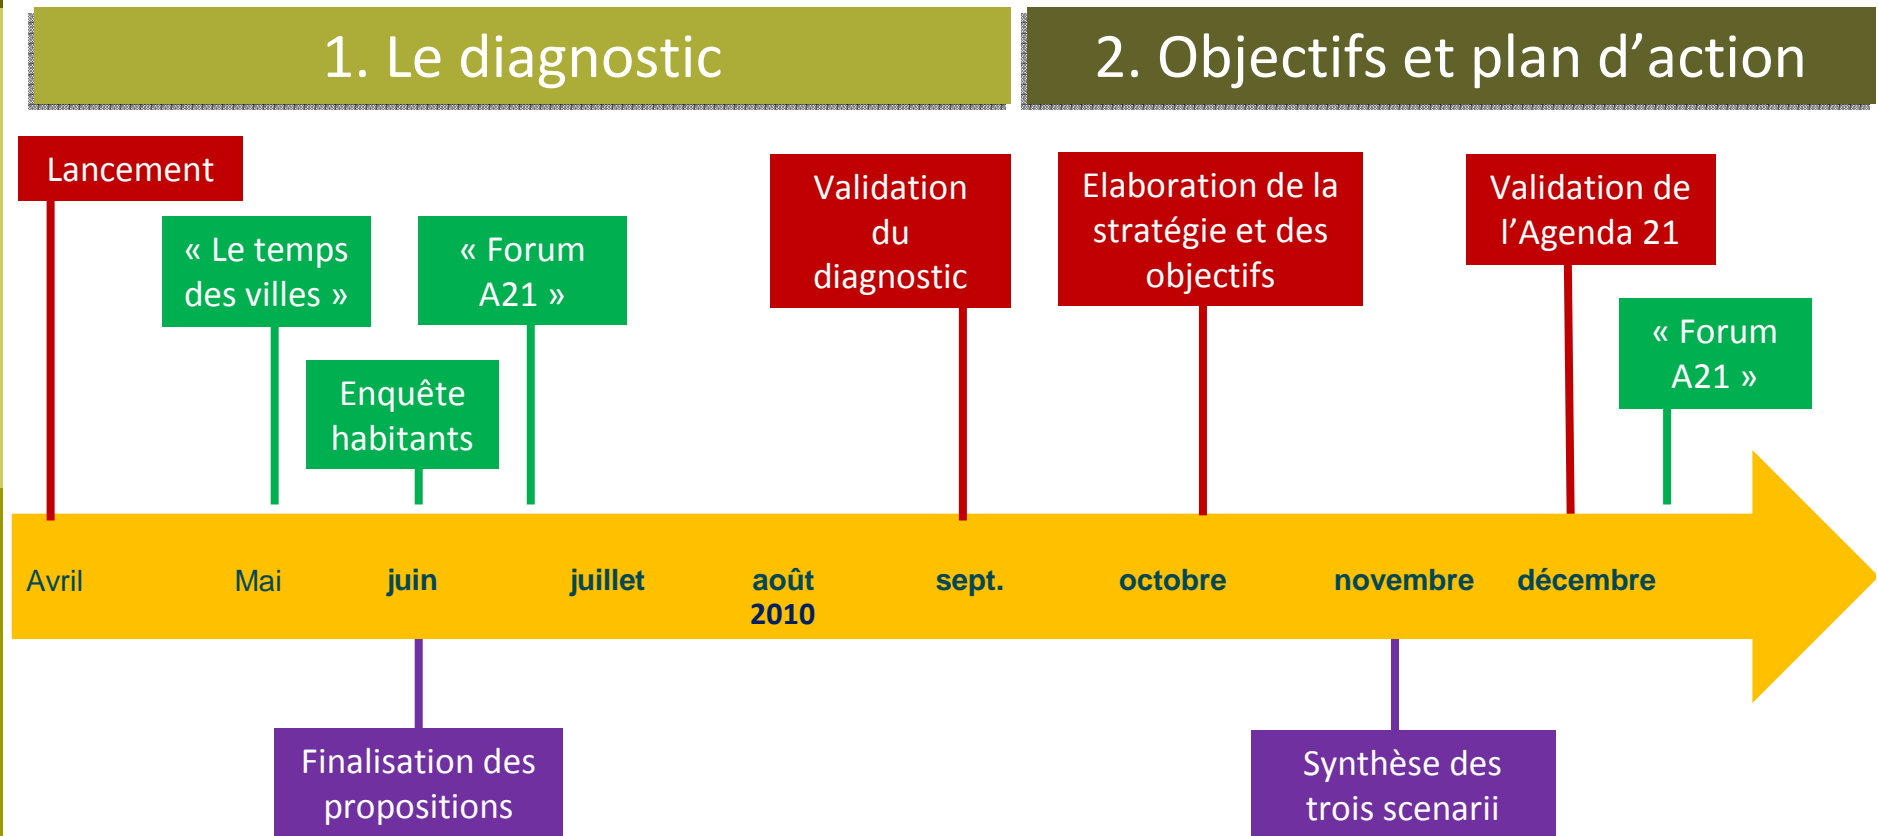 1. Le diagnostic
2. Objectifs et plan d’action
Lancement
« Le temps
des villes »
« Forum
A21 »
Enquête
habitants
Validation
du
diagnostic
Elaboration de la
stratégie et des
objectifs
Validation de
l’Agenda 21
« Forum
A21 »
Avril
Mai
juin
juillet
août
2010
sept.
octobre
novembre
décembre
Finalisation des
propositions
Synthèse des
trois scenarii